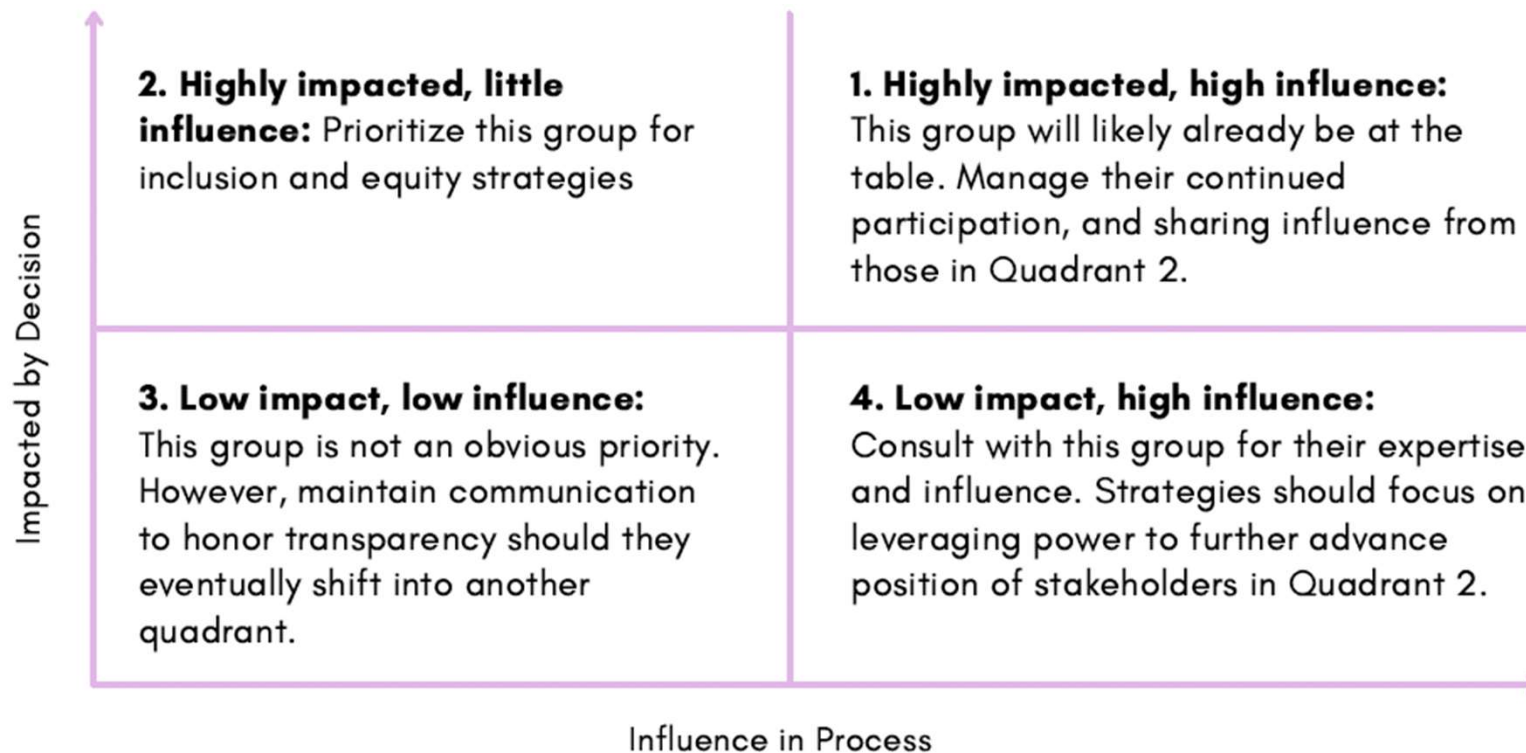 2. Highly impacted, little
influence: Prioritize this group for
inclusion and equity strategies
1. Highly impacted, high influence:
This group will likely already be at the
table. Manage their continued
participation, and sharing influence from
those in Quadrant 2.
Impacted by Decision
3. Low impact, low influence:
This group is not an obvious priority.
However, maintain communication
to honor transparency should they
eventually shift into another
quadrant.
4. Low impact, high influence:
Consult with this group for their expertise
and influence. Strategies should focus on
leveraging power to further advance
position of stakeholders in Quadrant 2.
Influence in Process